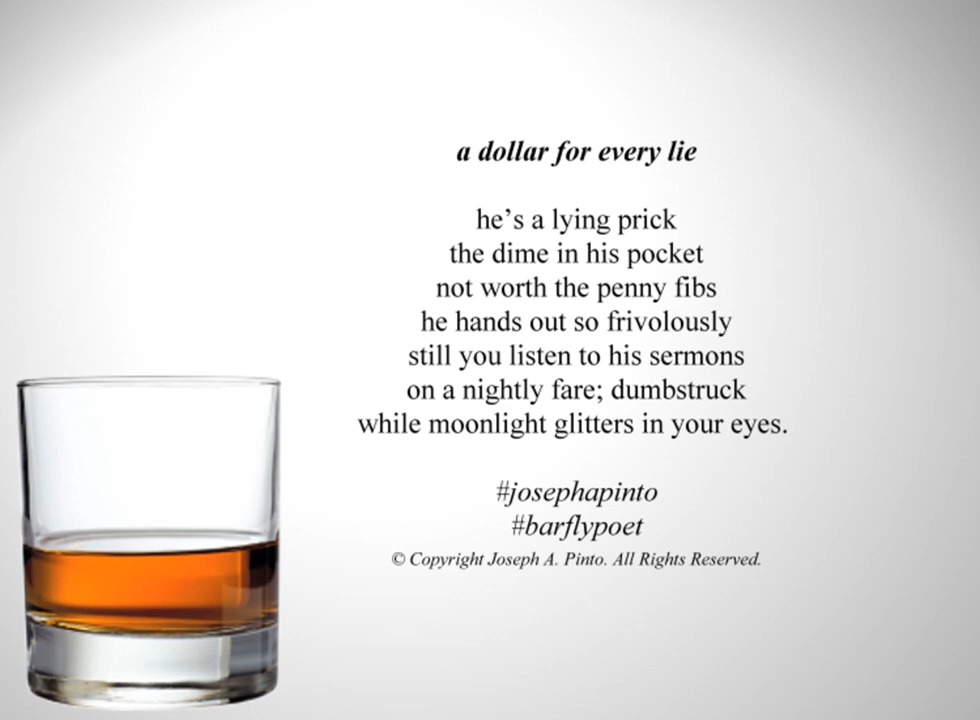 a dollar for every lie
he’s a lying prick
the dime in his pocket
not worth the penny fibs
he hands out so frivolously
still you listen to his sermons
on a nightly fare; dumbstruck
while moonlight glitters in your eyes.
#josephapinto
#barflypoet
© Copyright Joseph A. Pinto. All Rights Reserved.